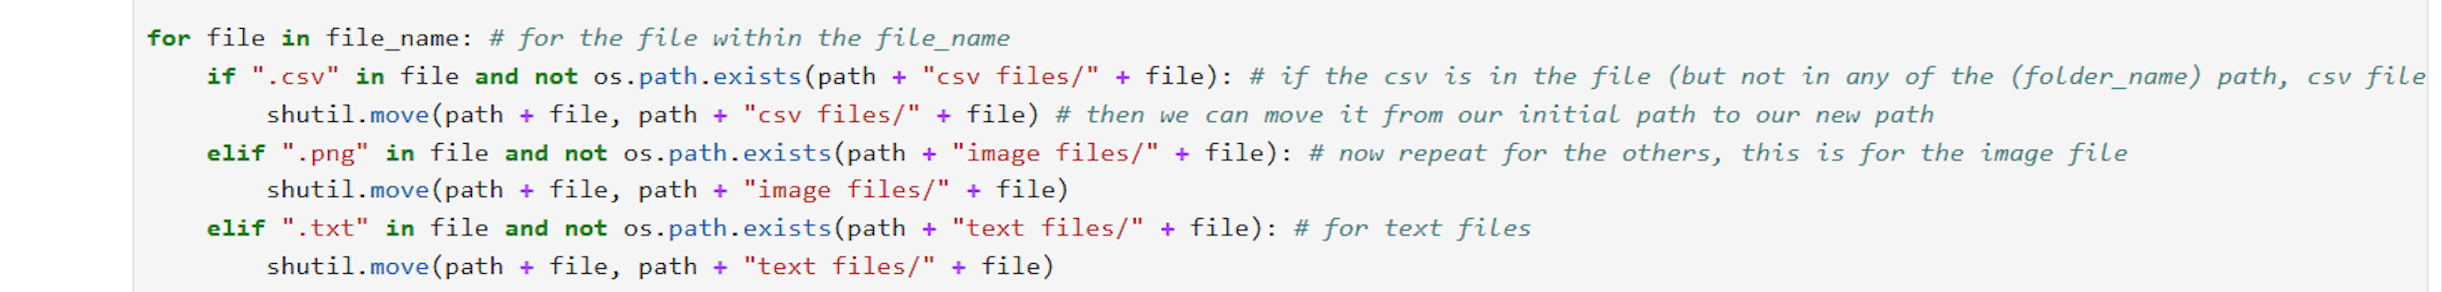 for file in file_name: # for the file within the file_name
    if ".csv" in file and not os.path.exists(path + "csv files/" + file): # if the csv is in the file (but not in any of the (folder_name) path, csv file
        shutil.move(path + file, path + "csv files/" + file) # then we can move it from our initial path to our new path
    elif ".png" in file and not os.path.exists(path + "image files/" + file): # now repeat for the others, this is for the image file
        shutil.move(path + file, path + "image files/" + file)
    elif ".txt" in file and not os.path.exists(path + "text files/" + file): # for text files
        shutil.move(path + file, path + "text files/" + file)